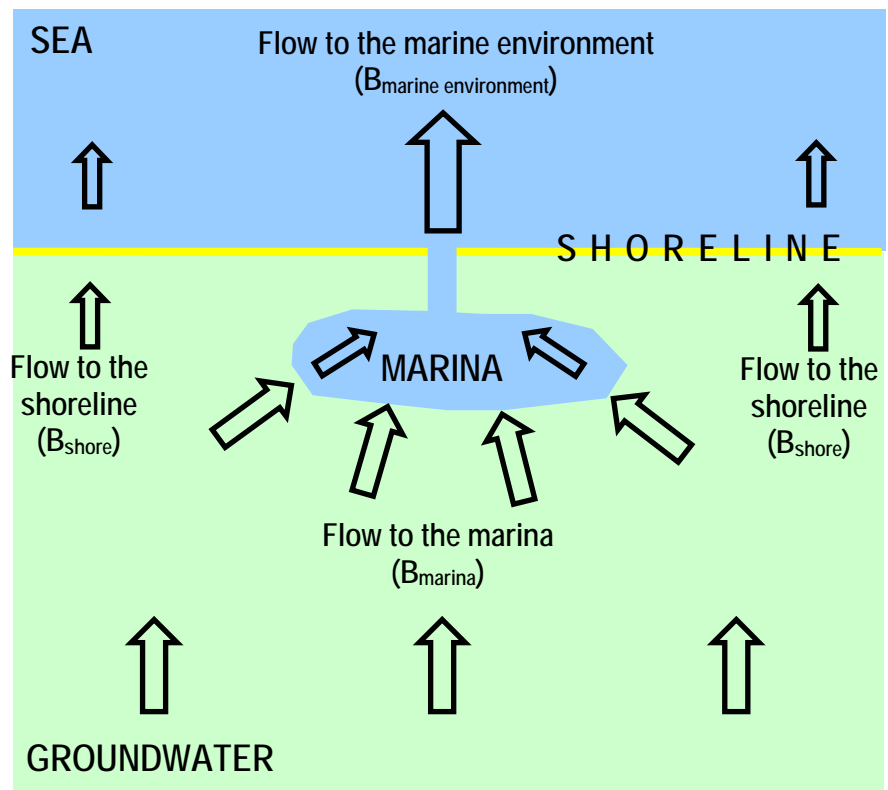 SEA
Flow to the marine environment
(Bmarine environment)
S H O R E L I N E
MARINA
Flow to the
shoreline
(Bshore)
Flow to the
shoreline
(Bshore)
Flow to the marina
(Bmarina)
GROUNDWATER